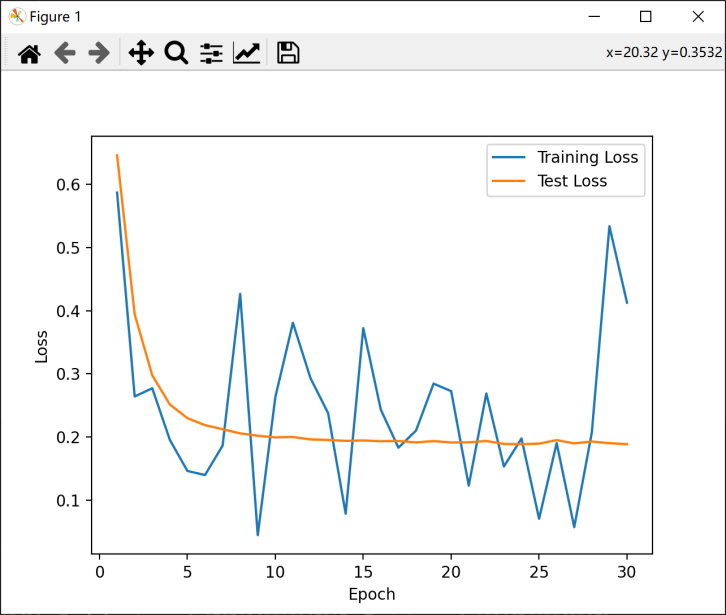 Figure 1
x=20.32 y=0.3532
Training Loss
Test Loss
0.6
0.5
0.4
0.3
0.2
0.1
Loss
0 5 10 15 20 25 30
Epoch